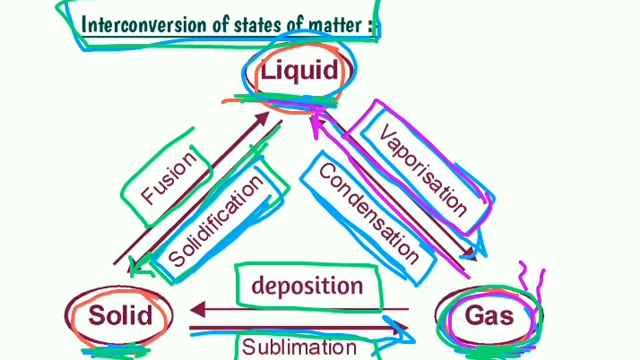 Interconversion of states of matter :
Liquid
Fusion
Solidification
Condensation
Vaporisation
deposition
Solid
Gas
Sublimation